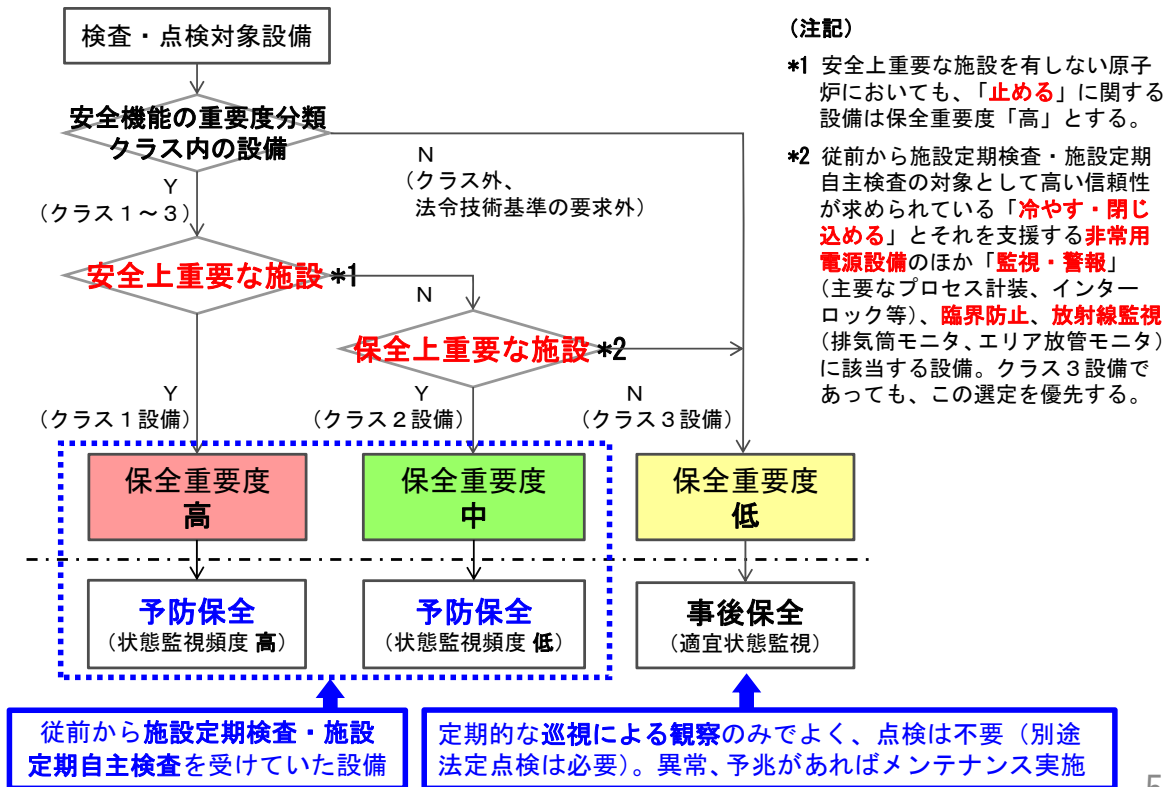 検査・点検対象設備
安全機能の重要度分類
クラス内の設備
Y
(クラス1~3)
N
(クラス外、
法令技術基準の要求外)
安全上重要な施設*1
N
保全上重要な施設*2
Y
(クラス1設備)
Y
(クラス2設備)
N
(クラス3設備)
保全重要度
高
保全重要度
中
保全重要度
低
予防保全
(状態監視頻度 高)
予防保全
(状態監視頻度 低)
事後保全
(適宜状態監視)
従前から施設定期検査・施設
定期自主検査を受けていた設備
定期的な巡視による観察のみでよく、点検は不要(別途
法定点検は必要)。異常、予兆があればメンテナンス実施
(注記)
*1 安全上重要な施設を有しない原子
炉においても、「止める」に関する
設備は保全重要度「高」とする。
*2 従前から施設定期検査・施設定期
自主検査の対象として高い信頼性
が求められている「冷やす・閉じ
込める」とそれを支援する非常用
電源設備のほか「監視・警報」
(主要なプロセス計装、インター
ロック等)、臨界防止、放射線監視
(排気筒モニタ、エリア放管モニタ)
に該当する設備。クラス3設備で
あっても、この選定を優先する。
5